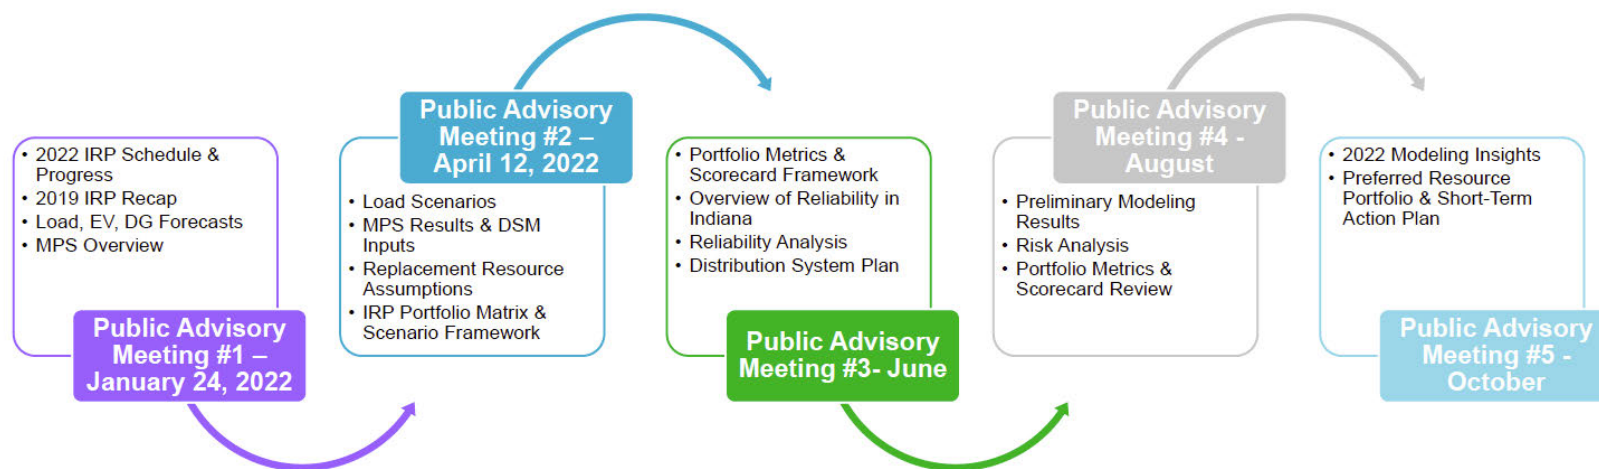 • 2022 IRP Schedule &
Progress
• 2019 IRP Recap
• Load, EV, DG Forecasts
• MPS Overview
Public Advisory
Meeting #1 –
January 24, 2022
Public Advisory
Meeting #2 –
April 12, 2022
• Load Scenarios
• MPS Results & DSM
Inputs
• Replacement Resource
Assumptions
• IRP Portfolio Matrix &
Scenario Framework
• Portfolio Metrics &
Scorecard Framework
• Overview of Reliability in
Indiana
• Reliability Analysis
• Distribution System Plan
Public Advisory
Meeting #3- June
Public Advisory
Meeting #4 -
August
• Preliminary Modeling
Results
• Risk Analysis
• Portfolio Metrics &
Scorecard Review
• 2022 Modeling Insights
• Preferred Resource
Portfolio & Short-Term
Action Plan
Public Advisory
Meeting #5 -
October